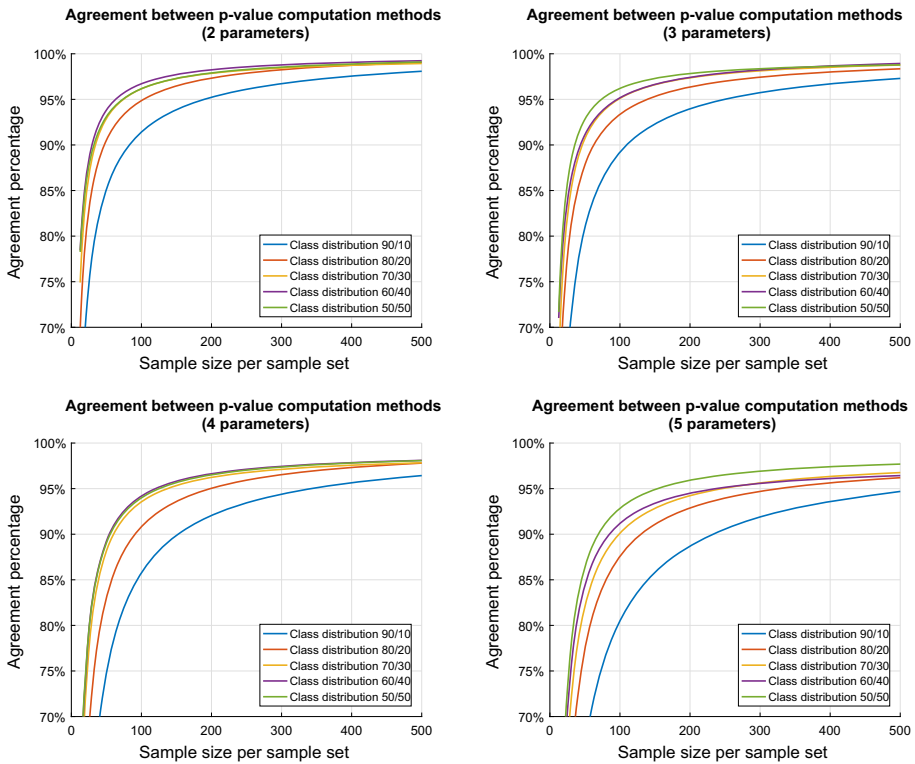 Agreement between p-value computation methods
(2 parameters)
100%
95%
90%
85%
80%
75%
70%
Agreement percentage
Class distribution 90/10
Class distribution 80/20
Class distribution 70/30
Class distribution 60/40
Class distribution 50/50
0 100 200 300 400 500
Sample size per sample set
Agreement between p-value computation methods
(3 parameters)
100%
95%
90%
85%
80%
75%
70%
Agreement percentage
Class distribution 90/10
Class distribution 80/20
Class distribution 70/30
Class distribution 60/40
Class distribution 50/50
0 100 200 300 400 500
Sample size per sample set
Agreement between p-value computation methods
(4 parameters)
100%
95%
90%
85%
80%
75%
70%
Agreement percentage
Class distribution 90/10
Class distribution 80/20
Class distribution 70/30
Class distribution 60/40
Class distribution 50/50
0 100 200 300 400 500
Sample size per sample set
Agreement between p-value computation methods
(5 parameters)
100%
95%
90%
85%
80%
75%
70%
Agreement percentage
Class distribution 90/10
Class distribution 80/20
Class distribution 70/30
Class distribution 60/40
Class distribution 50/50
0 100 200 300 400 500
Sample size per sample set